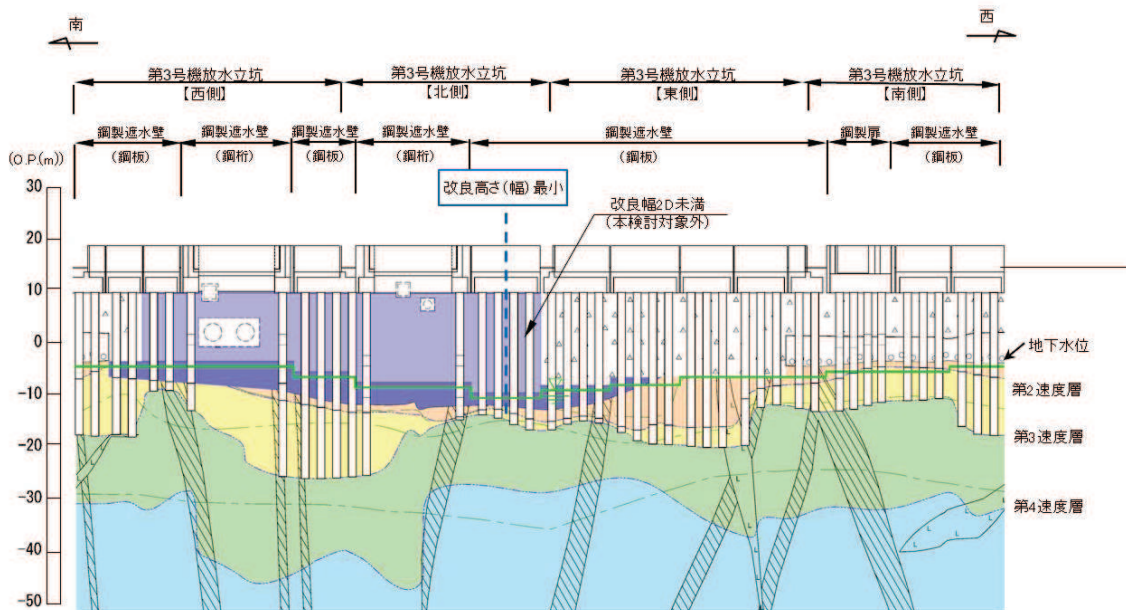 南
西
第3号機放水立坑
【西側】
第3号機放水立坑
【北側】
第3号機放水立坑
【東側】
第3号機放水立坑
【南側】
鋼製遮水壁
(鋼板)
鋼製遮水壁
(鋼桁)
鋼製遮水壁
(鋼板)
鋼製遮水壁
(鋼桁)
鋼製遮水壁
(鋼板)
鋼製扉
鋼製遮水壁
(鋼板)
(O.P.(m))
改良高さ(幅)最小
改良幅2D未満
(本検討対象外)
30
20
10
0
-10
-20
-30
-40
-50
地下水位
第2速度層
第3速度層
第4速度層